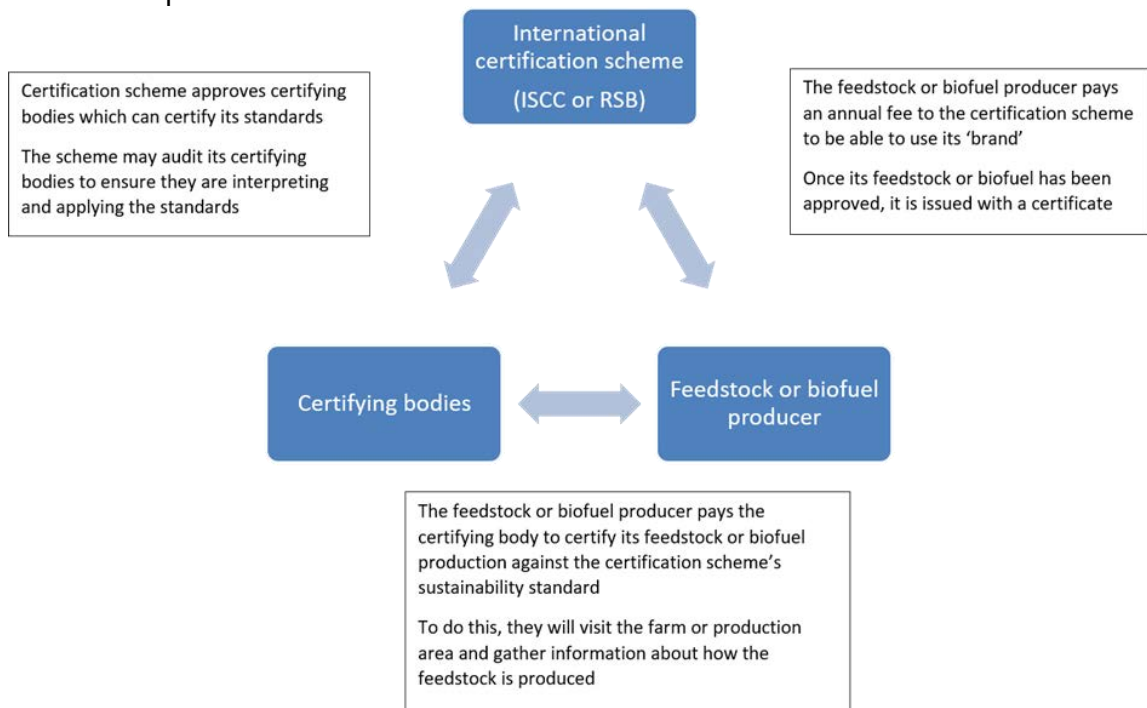 International
certification scheme
(ISCC or RSB)
Certification scheme approves certifying
bodies which can certify its standards
The scheme may audit its certifying
bodies to ensure they are interpreting
and applying the standards
The feedstock or biofuel producer pays
an annual fee to the certification scheme
to be able to use its ‘brand’
Once its feedstock or biofuel has been
approved, it is issued with a certificate
Certifying bodies
Feedstock or biofuel
producer
The feedstock or biofuel producer pays the
certifying body to certify its feedstock or biofuel
production against the certification scheme’s
sustainability standard
To do this, they will visit the farm or production
area and gather information about how the
feedstock is produced